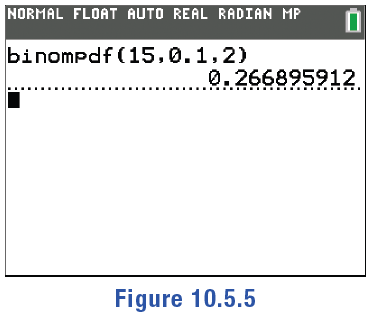 NORMAL FLOAT AUTO REAL RADIAN MP
binompdf(15,0.1,2)
0.266895912
Figure 10.5.5